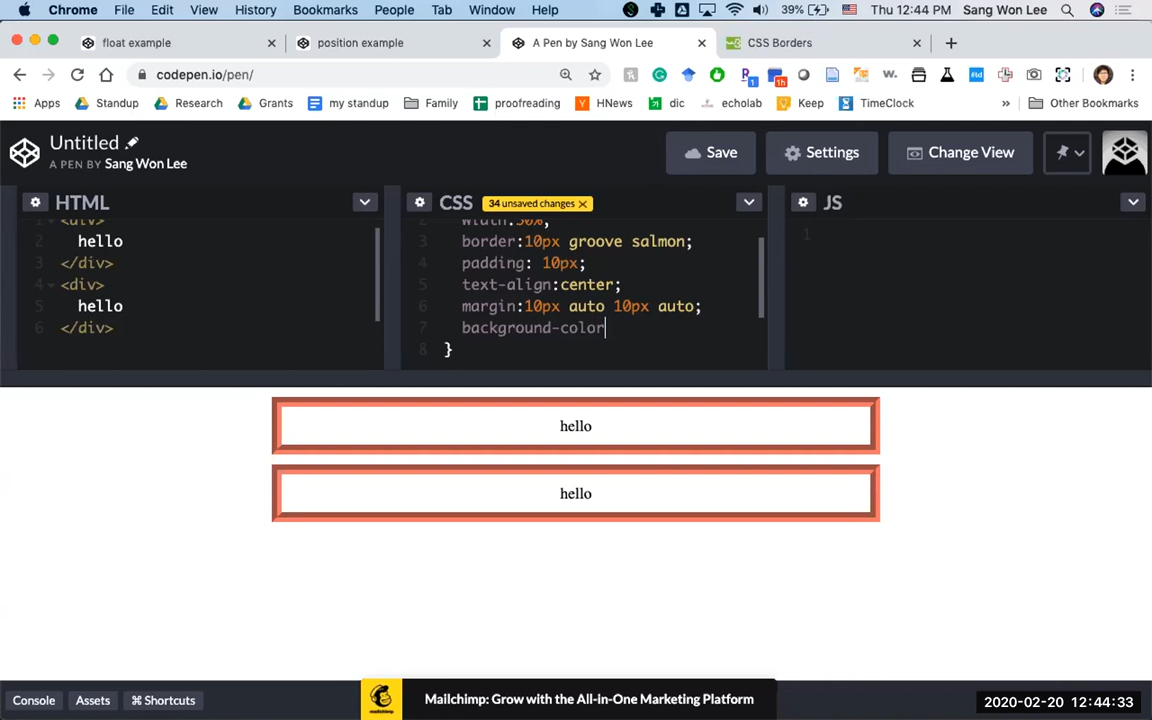 Chrome File Edit View History Bookmarks People Tab Window Help 39% Thu 12:44 PM Sang Won Lee
float example position example A Pen by Sang Won Lee CSS Borders
codepen.io/pen/
Apps Standup Research Grants my standup Family proofreading HNews dic echolab Keep TimeClock » Other Bookmarks
Untitled
A PEN BY Sang Won Lee
Save Settings Change View
HTML CSS 34 unsaved changes × JS
1 <div>
2 hello
3 </div>
4 <div>
5 hello
6 </div>
2 width:50%;
3 border:10px groove salmon;
4 padding: 10px;
5 text-align:center;
6 margin:10px auto 10px auto;
7 background-color
8 }
1
hello
hello
Console Assets ⌘ Shortcuts
Mailchimp: Grow with the All-in-One Marketing Platform
2020-02-20 12:44:33